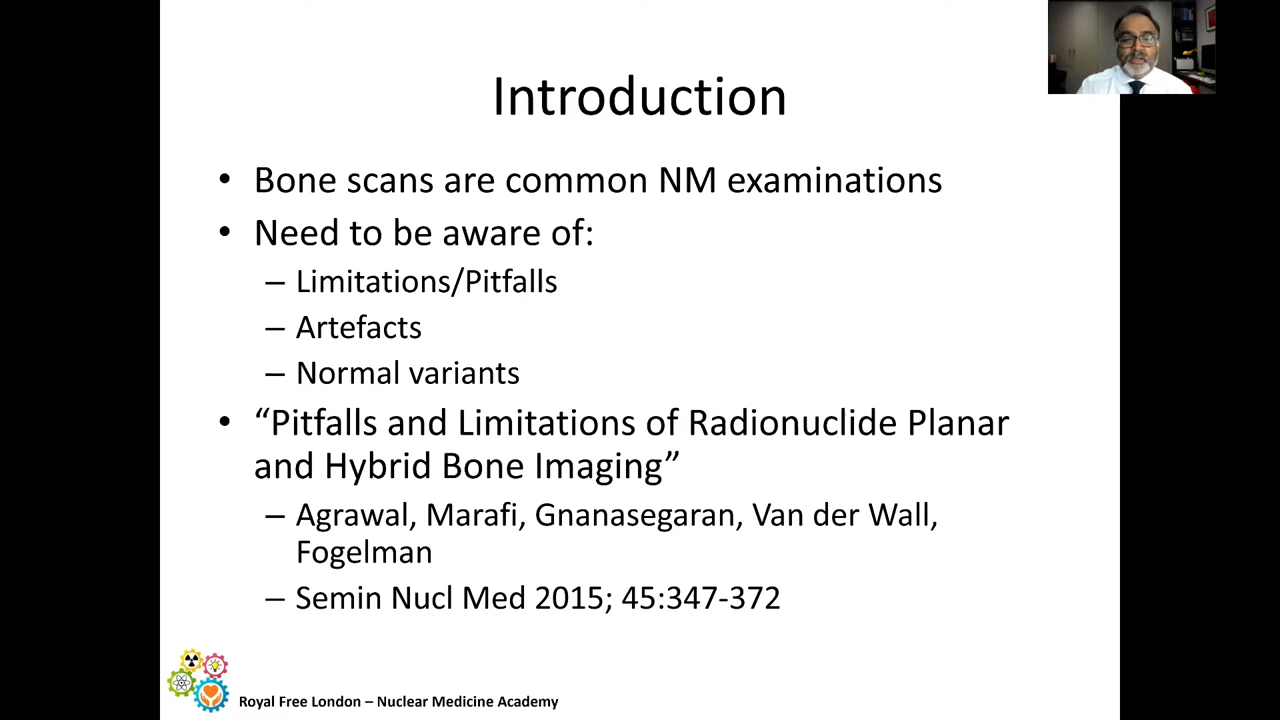 Introduction
• Bone scans are common NM examinations
• Need to be aware of:
– Limitations/Pitfalls
– Artefacts
– Normal variants
• “Pitfalls and Limitations of Radionuclide Planar
and Hybrid Bone Imaging”
– Agrawal, Marafi, Gnanasegaran, Van der Wall,
Fogelman
– Semin Nucl Med 2015; 45:347-372
Royal Free London – Nuclear Medicine Academy